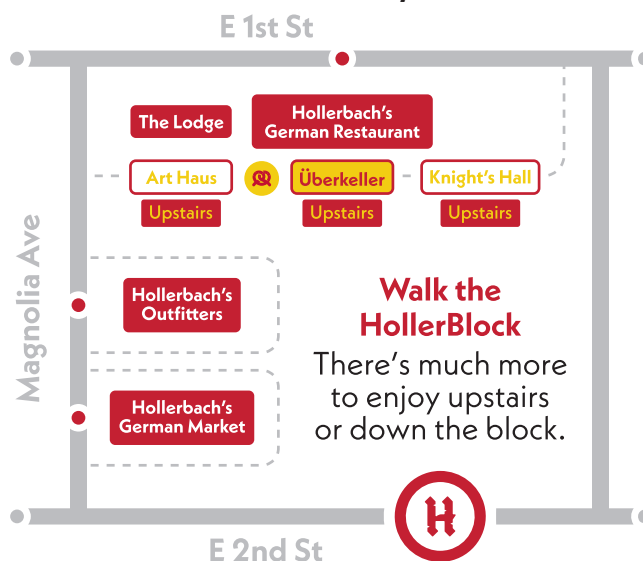 E 1st St
Hollerbach's
German Restaurant
The Lodge
Art Haus
Überkeller
Knight's Hall
Upstairs
Upstairs
Upstairs
Magnolia Ave
Hollerbach's
Outfitters
Walk the
HollerBlock
There's much more
to enjoy upstairs
or down the block.
Hollerbach's
German Market
H
E 2nd St